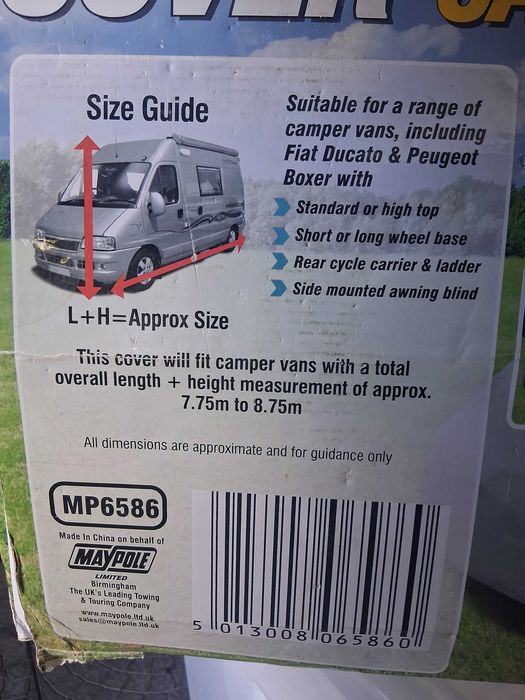 COVER
Size Guide
Suitable for a range of
camper vans, including
Fiat Ducato & Peugeot
Boxer with
Standard or high top
Short or long wheel base
Rear cycle carrier & ladder
Side mounted awning blind
L+H=Approx Size
This cover will fit camper vans with a total
overall length + height measurement of approx.
7.75m to 8.75m
All dimensions are approximate and for guidance only
MP6586
Made In China on behalf of
MAYPOLE
LIMITED
Birmingham
The UK's Leading Towing
& Touring Company
www.maypole.ltd.uk
sales@maypole.ltd.uk
5 013008 065860